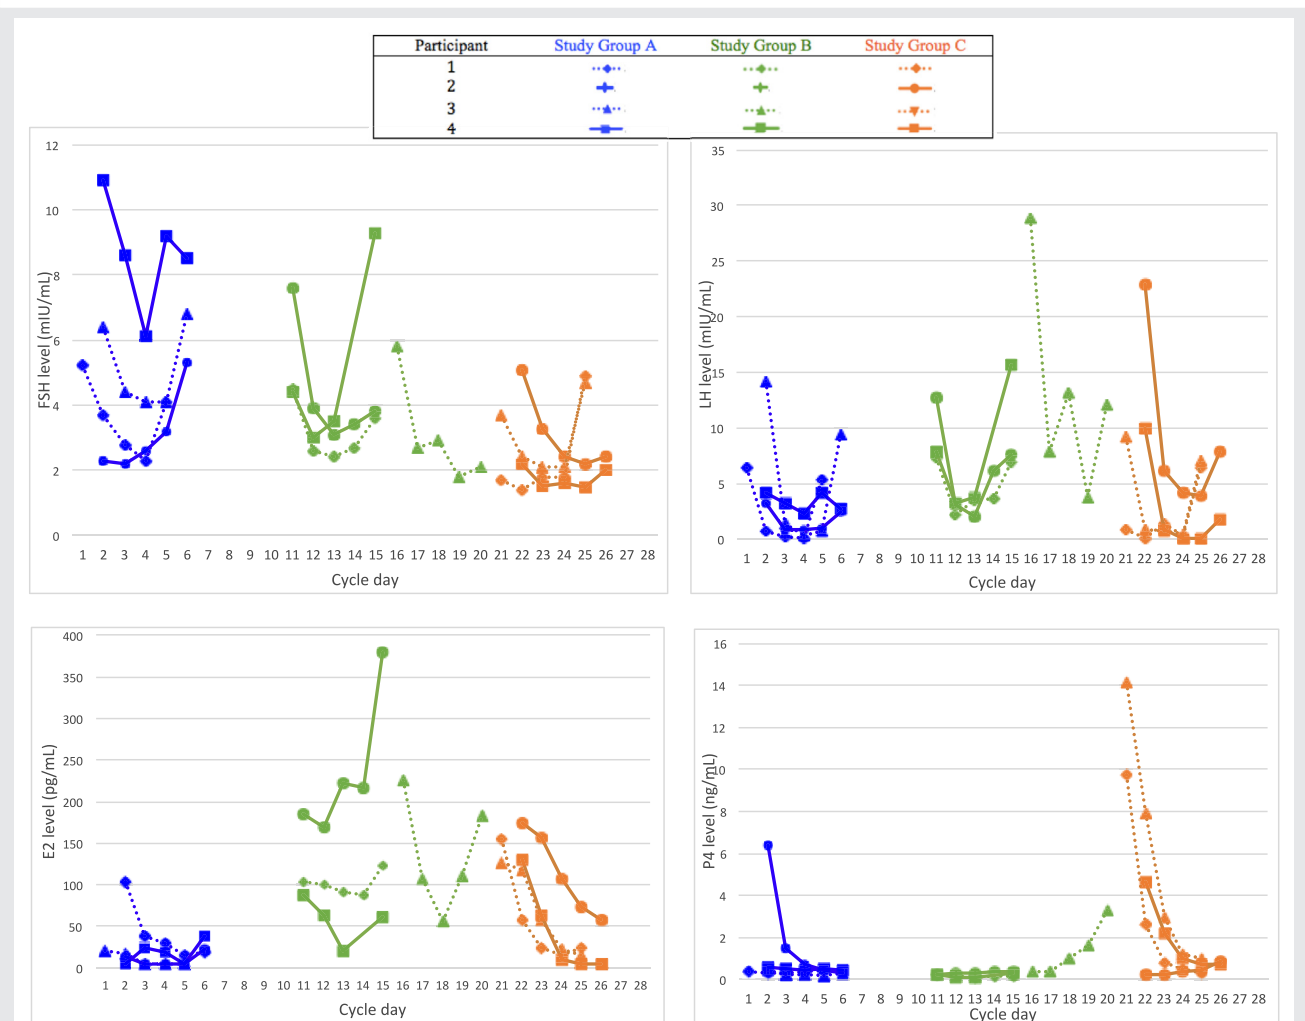 Participant Study Group A Study Group B Study Group C
1
2
3
4
12
10
8
6
4
2
0
FSH level (mIU/mL)
1 2 3 4 5 6 7 8 9 10 11 12 13 14 15 16 17 18 19 20 21 22 23 24 25 26 27 28
Cycle day
35
30
25
20
15
10
5
0
LH level (mIU/mL)
1 2 3 4 5 6 7 8 9 10 11 12 13 14 15 16 17 18 19 20 21 22 23 24 25 26 27 28
Cycle day
400
350
300
250
200
150
100
50
0
E2 level (pg/mL)
1 2 3 4 5 6 7 8 9 10 11 12 13 14 15 16 17 18 19 20 21 22 23 24 25 26 27 28
Cycle day
16
14
12
10
8
6
4
2
0
P4 level (ng/mL)
1 2 3 4 5 6 7 8 9 10 11 12 13 14 15 16 17 18 19 20 21 22 23 24 25 26 27 28
Cycle day